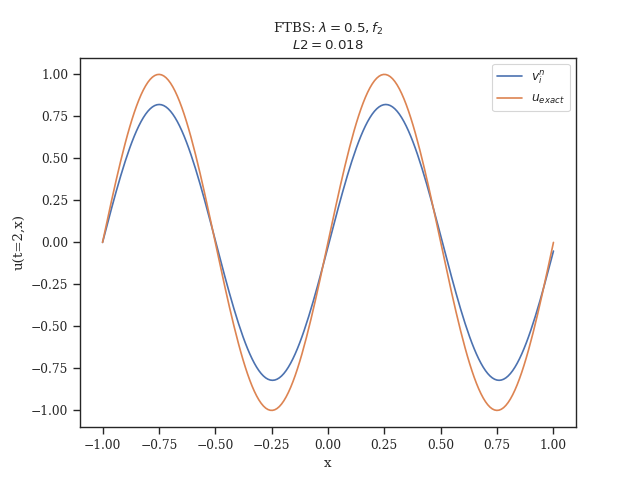 FTBS: λ = 0.5, f₂
L2 = 0.018
vᵢⁿ
u_exact
1.00
0.75
0.50
0.25
0.00
−0.25
−0.50
−0.75
−1.00
u(t=2,x)
−1.00 −0.75 −0.50 −0.25 0.00 0.25 0.50 0.75 1.00
x